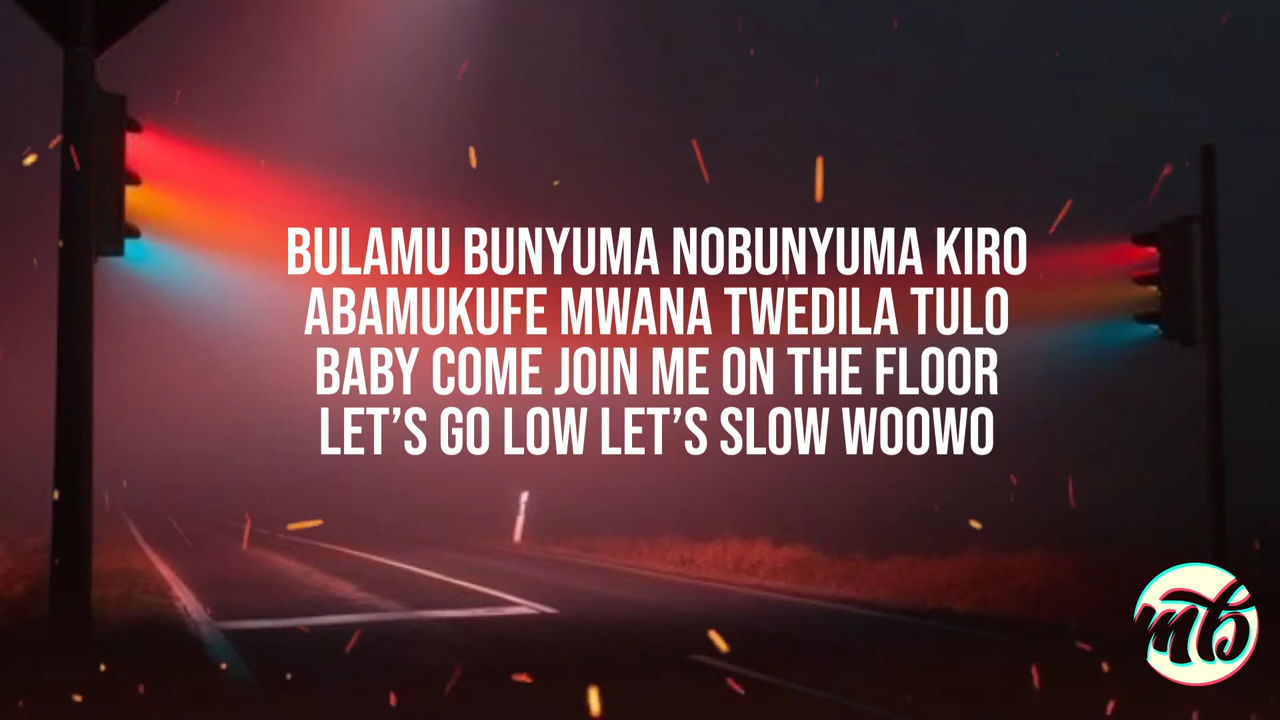 BULAMU BUNYUMA NOBUNYUMA KIRO
ABAMUKUFE MWANA TWEDILA TULO
BABY COME JOIN ME ON THE FLOOR
LET’S GO LOW LET’S SLOW WOOWO